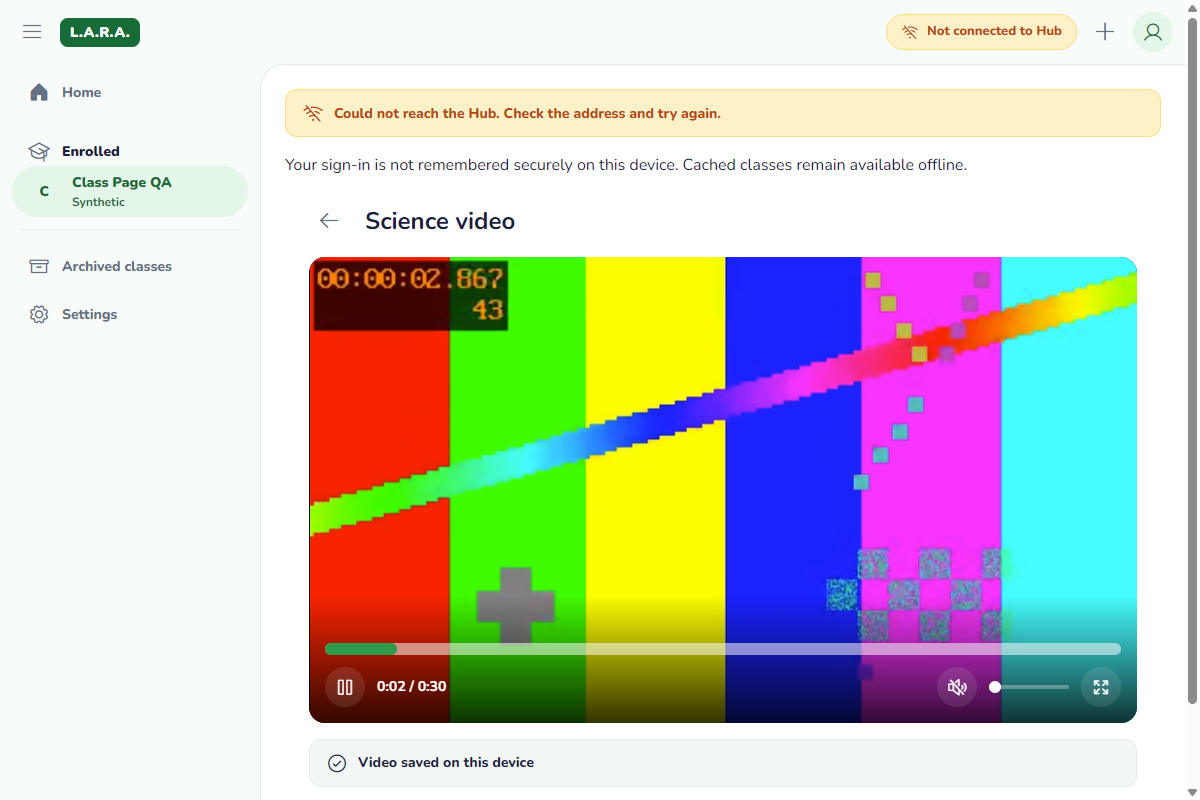 L.A.R.A.
Not connected to Hub
Home
Enrolled
C
Class Page QA
Synthetic
Archived classes
Settings
Could not reach the Hub. Check the address and try again.
Your sign-in is not remembered securely on this device. Cached classes remain available offline.
Science video
00:00:02.867
43
0:02 / 0:30
Video saved on this device